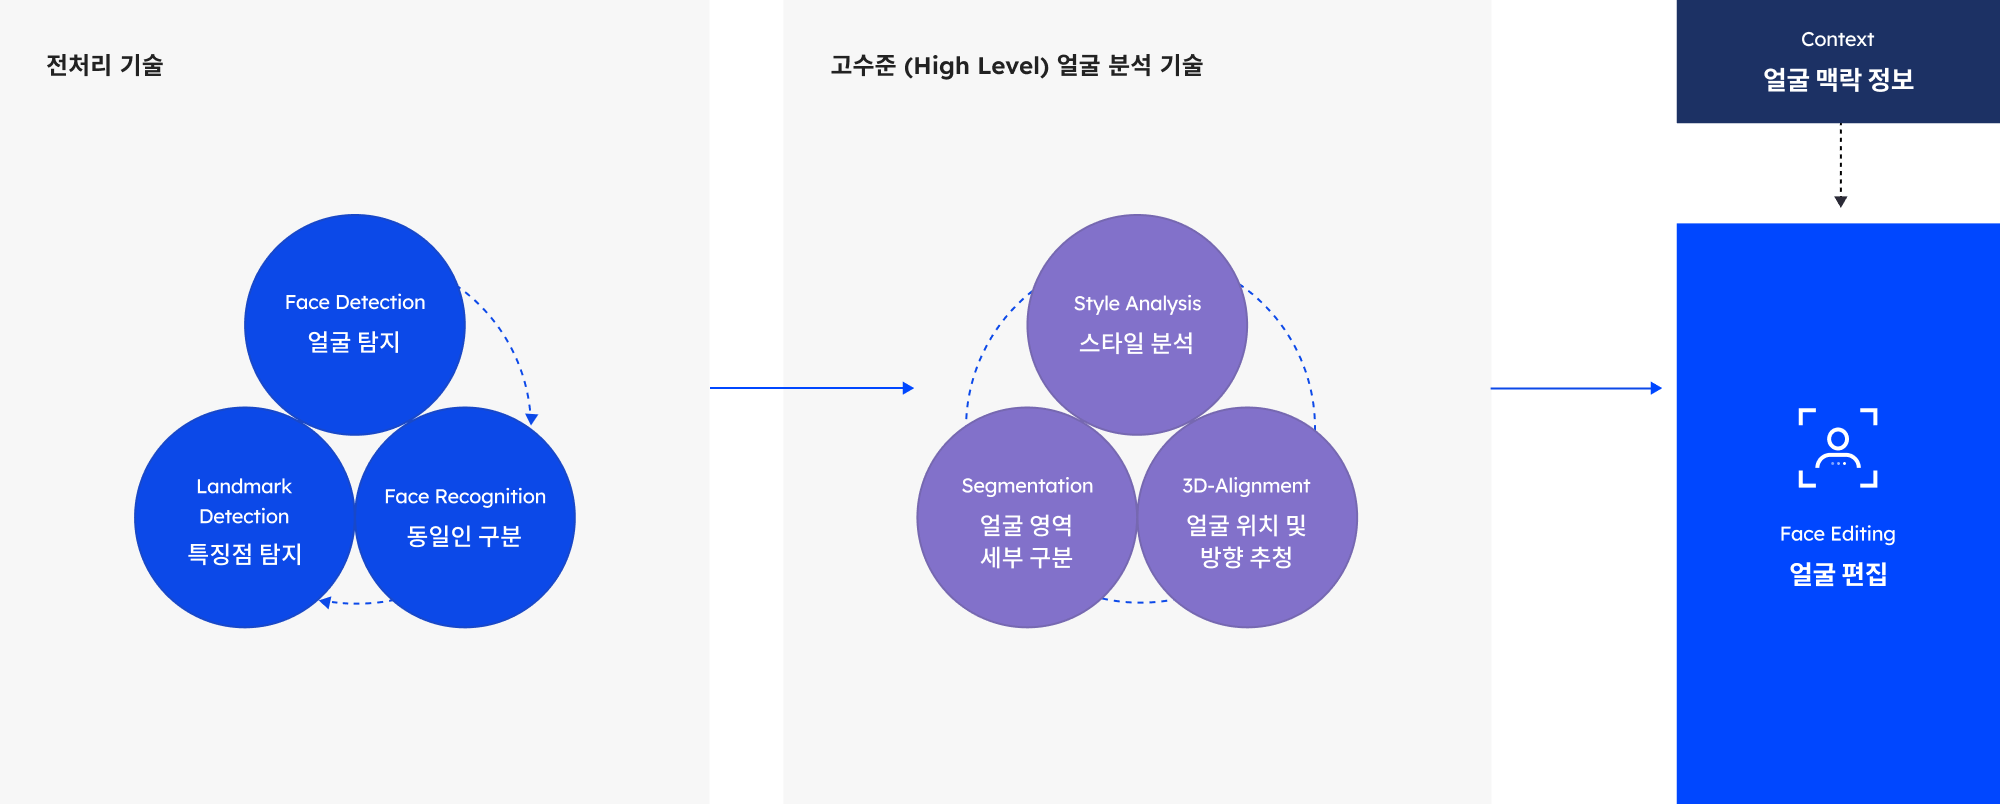 전처리 기술
Face Detection
얼굴 탐지
Landmark
Detection
특징점 탐지
Face Recognition
동일인 구분
고수준 (High Level) 얼굴 분석 기술
Style Analysis
스타일 분석
Segmentation
얼굴 영역
세부 구분
3D-Alignment
얼굴 위치 및
방향 추청
Context
얼굴 맥락 정보
Face Editing
얼굴 편집